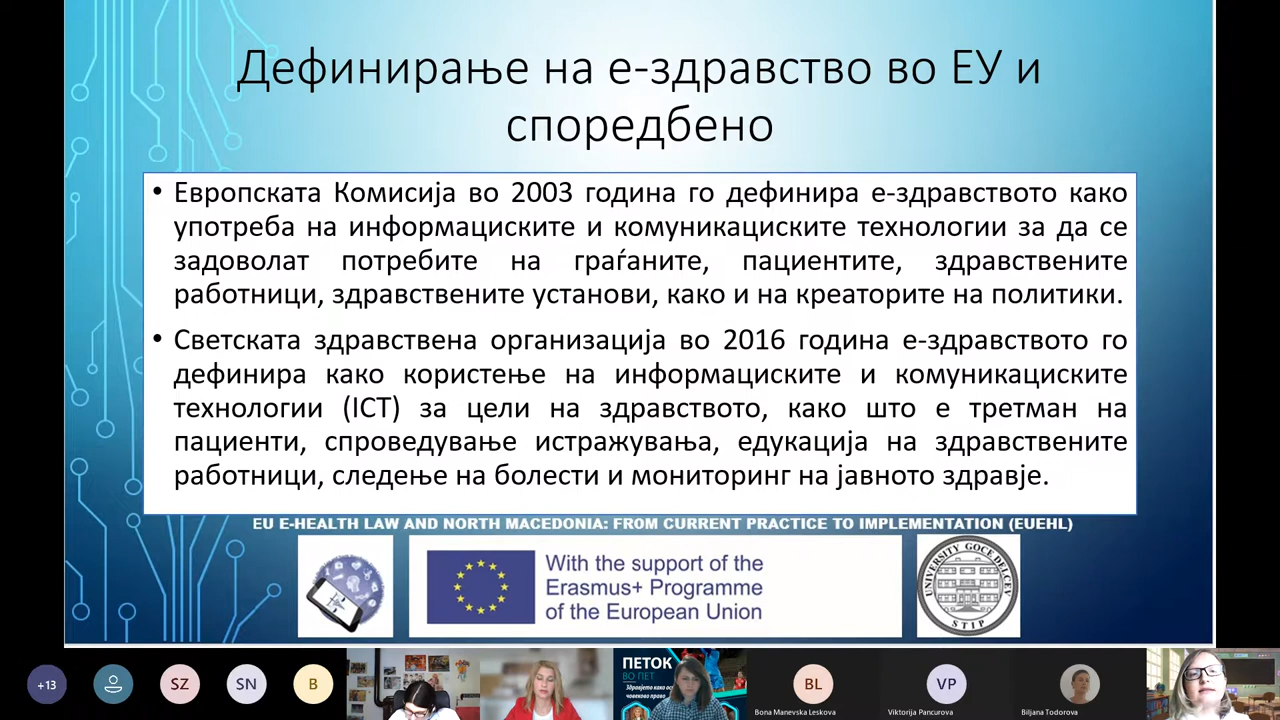 Дефинирање на е-здравство во ЕУ и
споредбено
• Европската Комисија во 2003 година го дефинира е-здравството како
употреба на информациските и комуникациските технологии за да се
задоволат потребите на граѓаните, пациентите, здравствените
работници, здравствените установи, како и на креаторите на политики.
• Светската здравствена организација во 2016 година е-здравството го
дефинира како користење на информациските и комуникациските
технологии (ICT) за цели на здравството, како што е третман на
пациенти, спроведување истражувања, едукација на здравствените
работници, следење на болести и мониторинг на јавното здравје.
EU E-HEALTH LAW AND NORTH MACEDONIA: FROM CURRENT PRACTICE TO IMPLEMENTATION (EUEHL)
With the support of the
Erasmus+ Programme
of the European Union
UNIVERSITY GOCE DELCEV
STIP
+13
SZ
SN
B
ПЕТОК
ВО ПЕТ
Здравјето како ос
човеково право
BL
Bona Manevska Leskova
VP
Viktorija Pancurova
Biljana Todorova